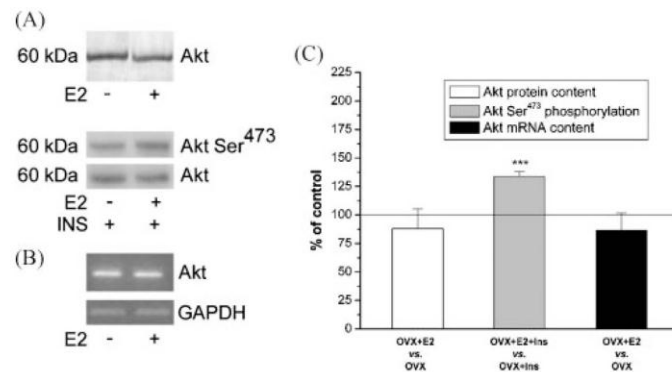 (A)
60 kDa Akt
E2 - +
60 kDa Akt Ser473
60 kDa Akt
E2 - +
INS + +
(B)
Akt
GAPDH
E2 - +
(C)
Akt protein content
Akt Ser473 phosphorylation
Akt mRNA content
% of control
225
200
175
150
125
100
75
50
25
0
***
OVX+E2 OVX+E2+Ins OVX+E2
vs. vs. vs.
OVX OVX+Ins OVX